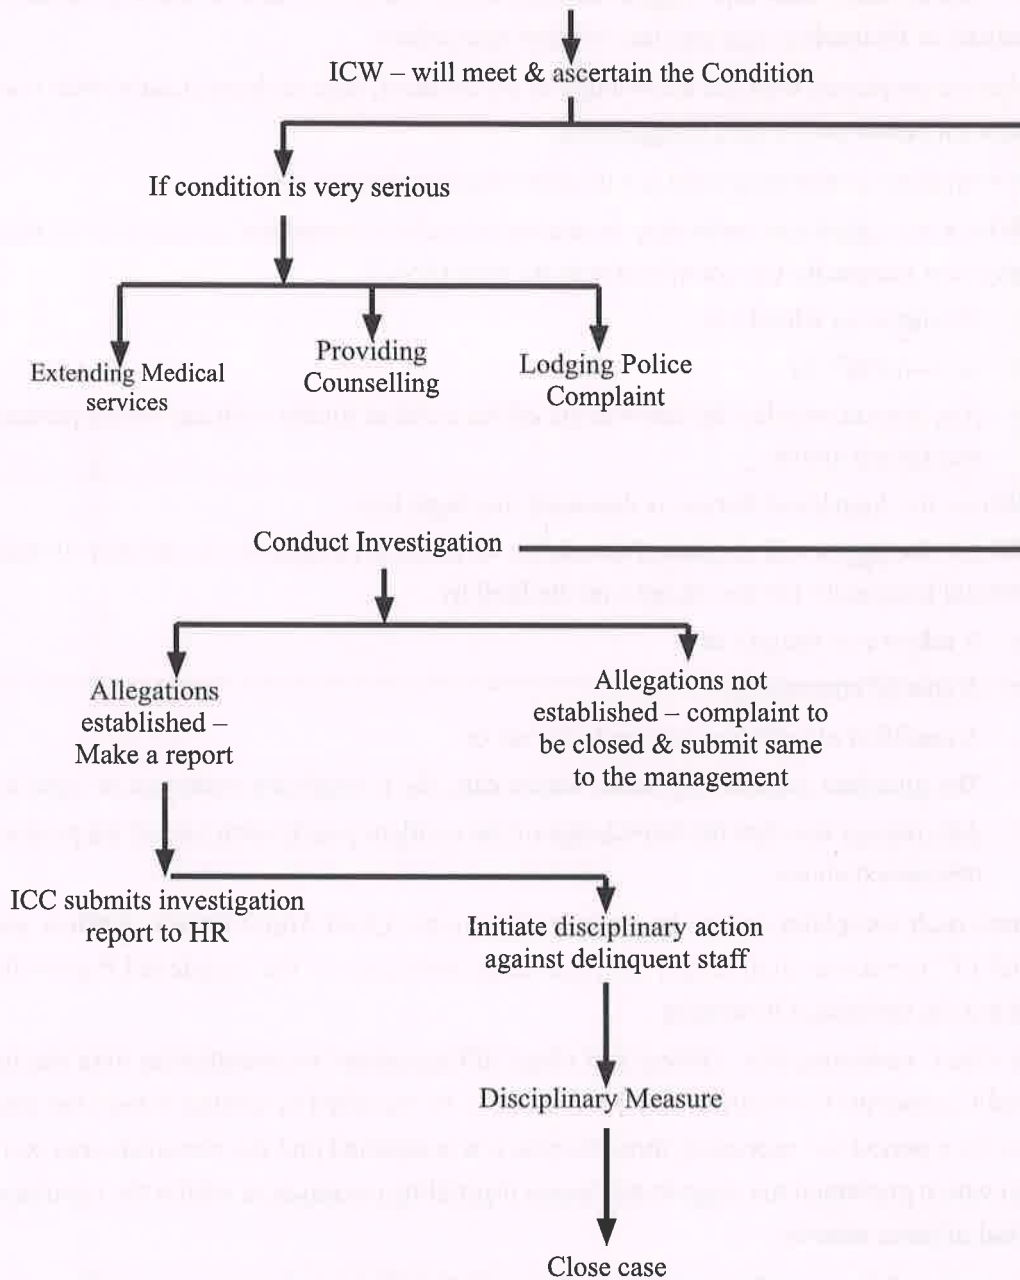 ICW – will meet & ascertain the Condition
If condition is very serious
Extending Medical
services
Providing
Counselling
Lodging Police
Complaint
Conduct Investigation
Allegations
established –
Make a report
Allegations not
established – complaint to
be closed & submit same
to the management
ICC submits investigation
report to HR
Initiate disciplinary action
against delinquent staff
Disciplinary Measure
Close case